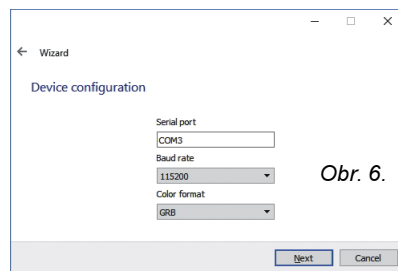 Wizard
Device configuration
Serial port
COM3
Baud rate
115200
Color format
GRB
Obr. 6.
Next Cancel